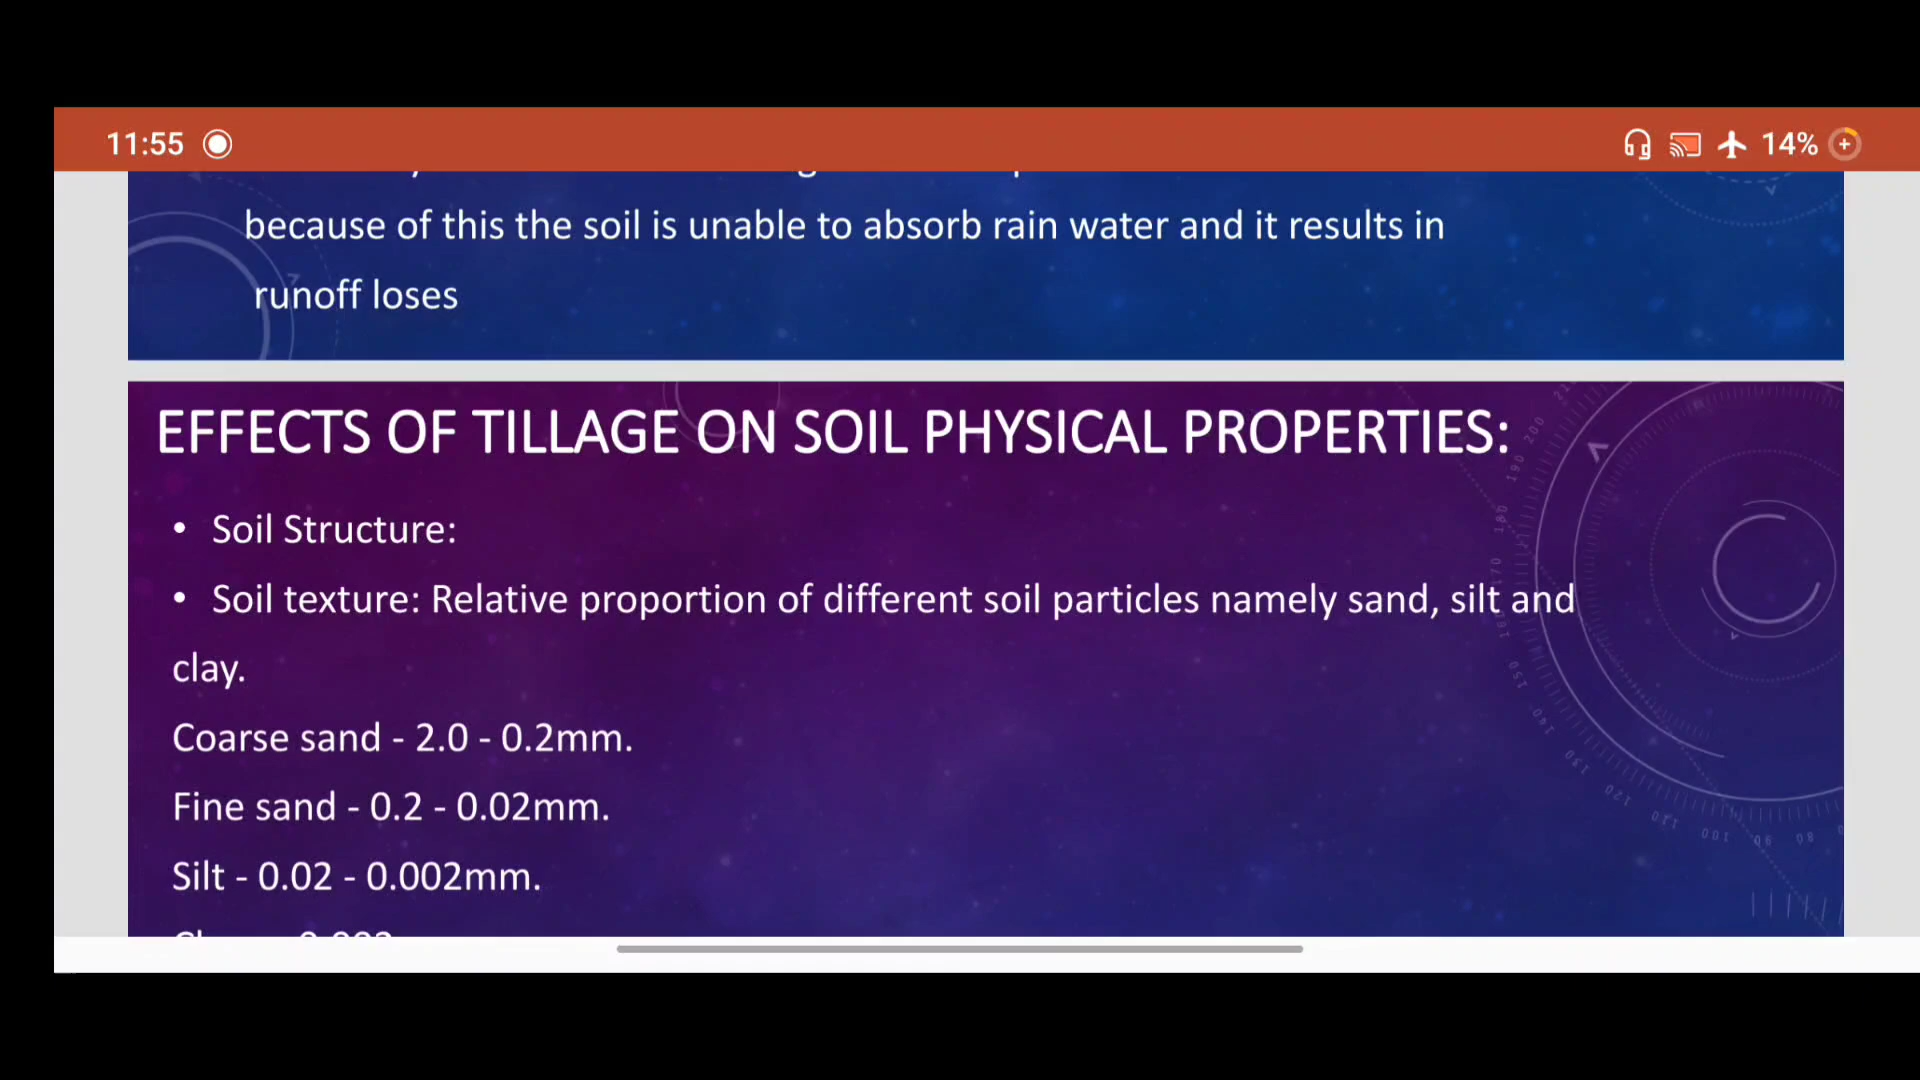 11:55
14%
because of this the soil is unable to absorb rain water and it results in
runoff loses
EFFECTS OF TILLAGE ON SOIL PHYSICAL PROPERTIES:
• Soil Structure:
• Soil texture: Relative proportion of different soil particles namely sand, silt and
clay.
Coarse sand - 2.0 - 0.2mm.
Fine sand - 0.2 - 0.02mm.
Silt - 0.02 - 0.002mm.